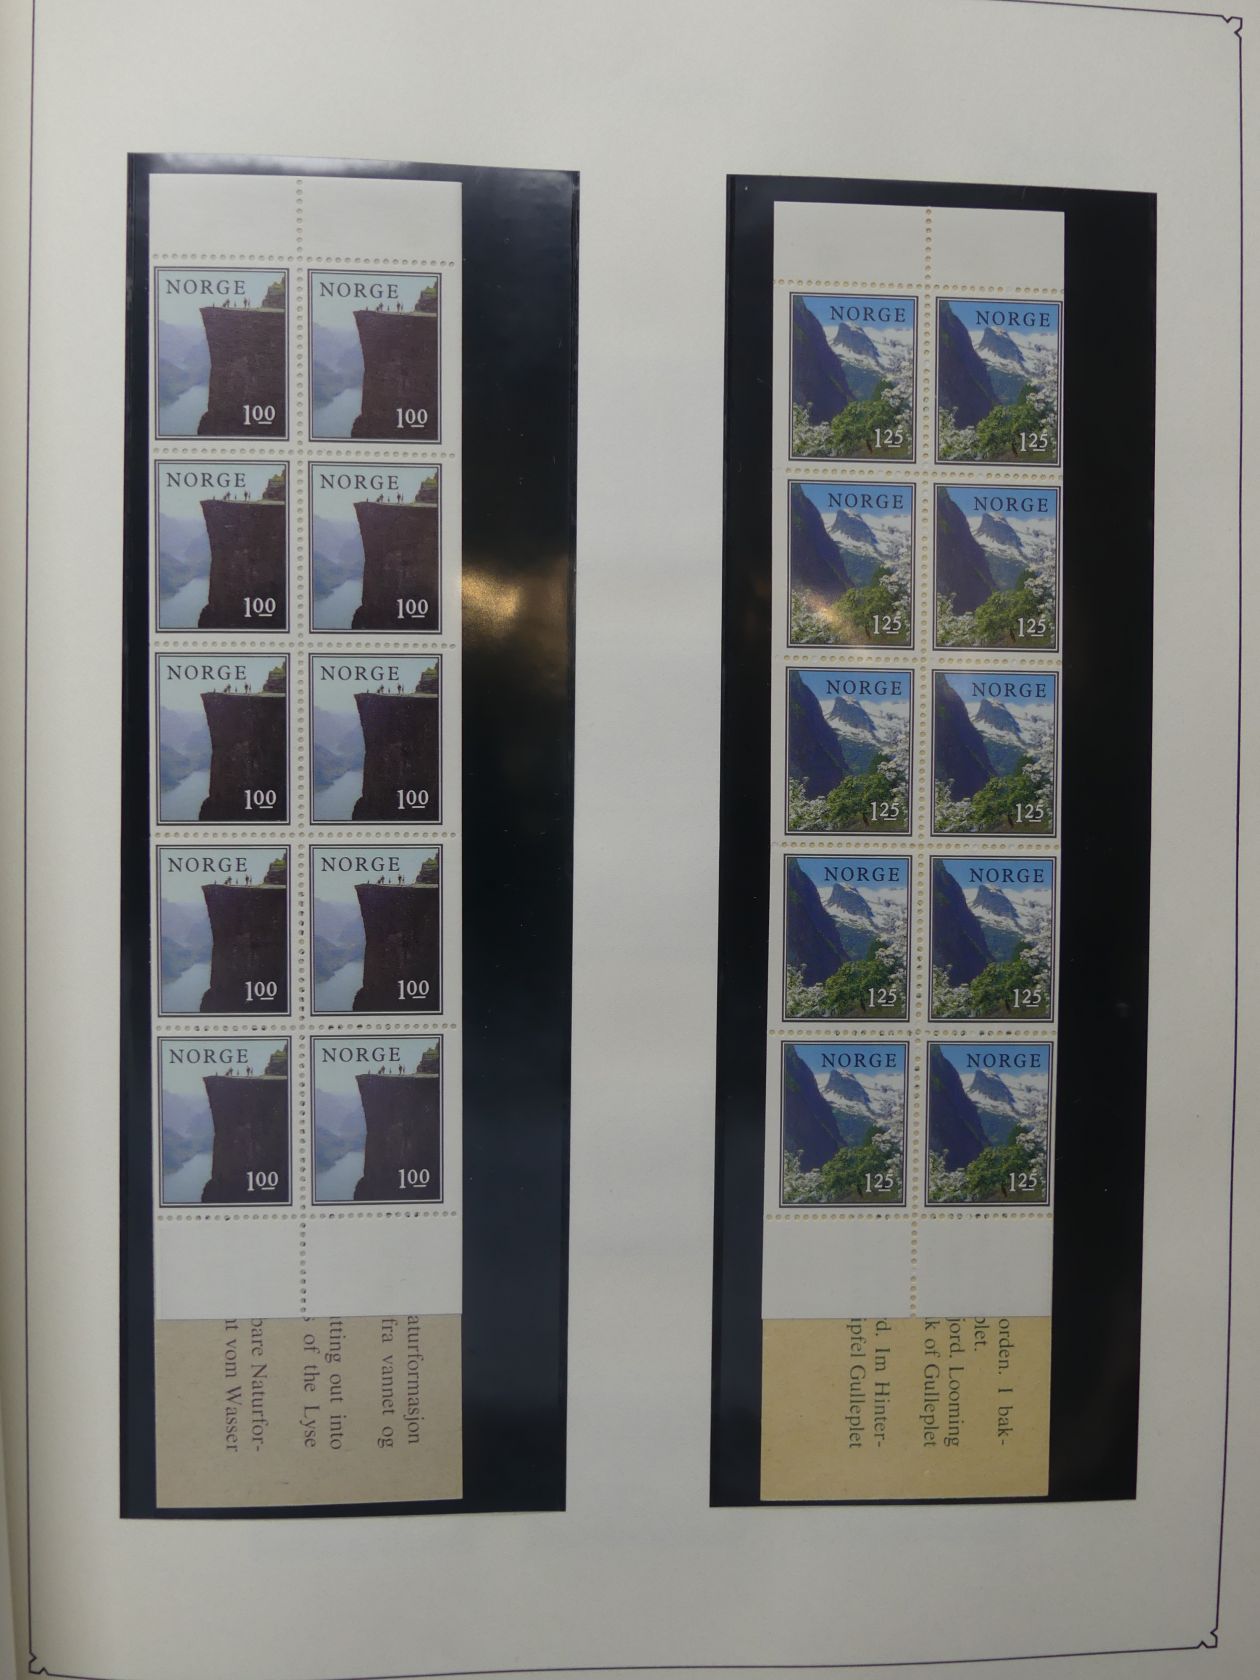 NORGE
1.00
NORGE
1.00
NORGE
1.00
NORGE
1.00
NORGE
1.00
NORGE
1.00
NORGE
1.00
NORGE
1.00
NORGE
1.00
NORGE
1.00
aturformasjon
fra vannet og
tting out into
s of the Lyse
bare Naturfor-
nt vom Wasser
NORGE
1.25
NORGE
1.25
NORGE
1.25
NORGE
1.25
NORGE
1.25
NORGE
1.25
NORGE
1.25
NORGE
1.25
NORGE
1.25
NORGE
1.25
orden. I bak-
plet.
jord. Looming
k of Gulleplet
rd. Im Hinter-
ipfel Gulleplet